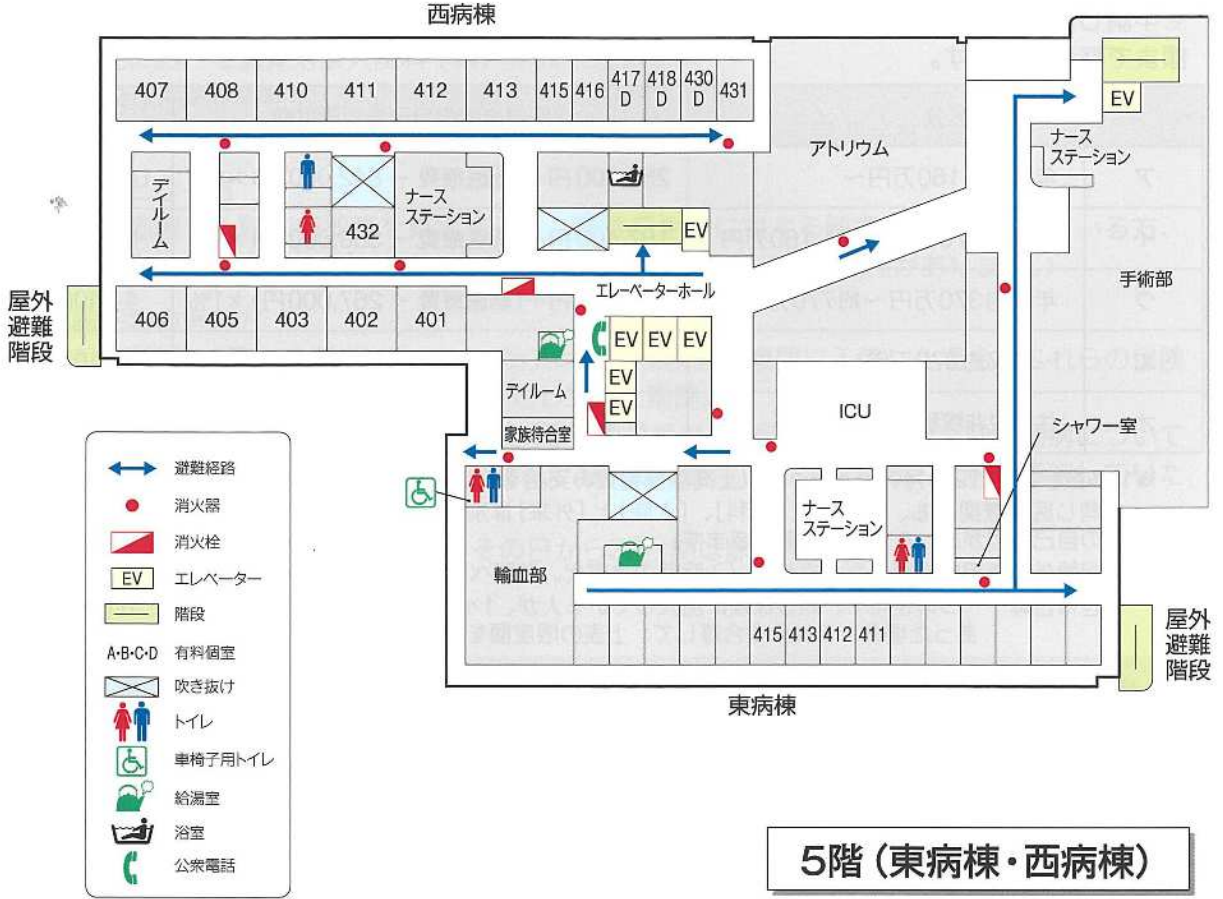 西病棟
407 408 410 411 412 413 415 416 417 D 418 D 430 D 431
EV
ナース
ステーション
アトリウム
デイルーム
ナース
ステーション
432
EV
手術部
エレベーターホール
屋外
避難
階段
406 405 403 402 401
EV EV EV
EV
EV
デイルーム
家族待合室
ICU
シャワー室
ナース
ステーション
輸血部
415 413 412 411
屋外
避難
階段
東病棟
避難経路
消火器
消火栓
EV エレベーター
階段
A・B・C・D 有料個室
吹き抜け
トイレ
車椅子用トイレ
給湯室
浴室
公衆電話
5階（東病棟・西病棟）